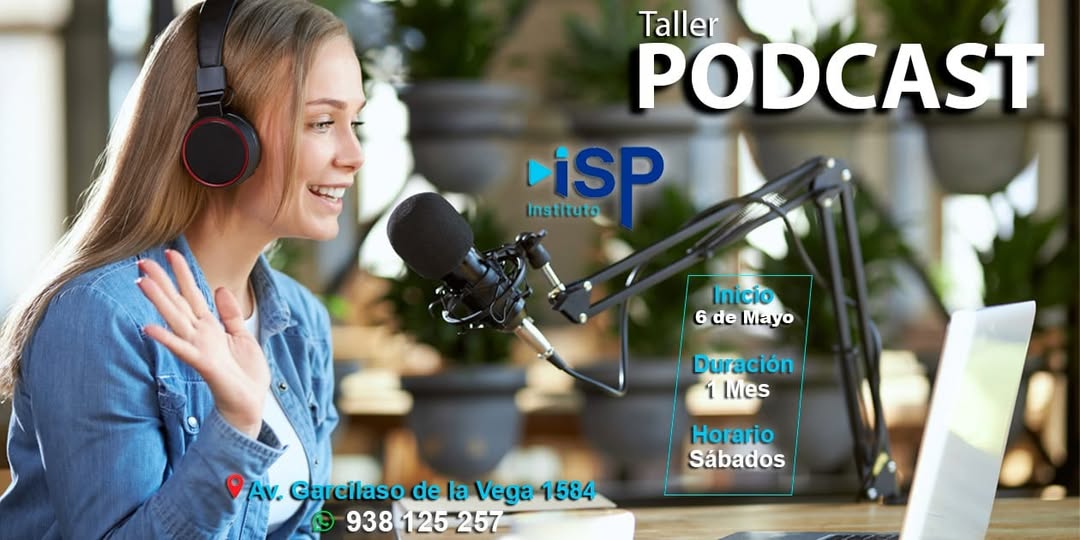 Taller
PODCAST
iSP
Instituto
Inicio
6 de Mayo
Duración
1 Mes
Horario
Sábados
Av. Garcilaso de la Vega 1584
938 125 257